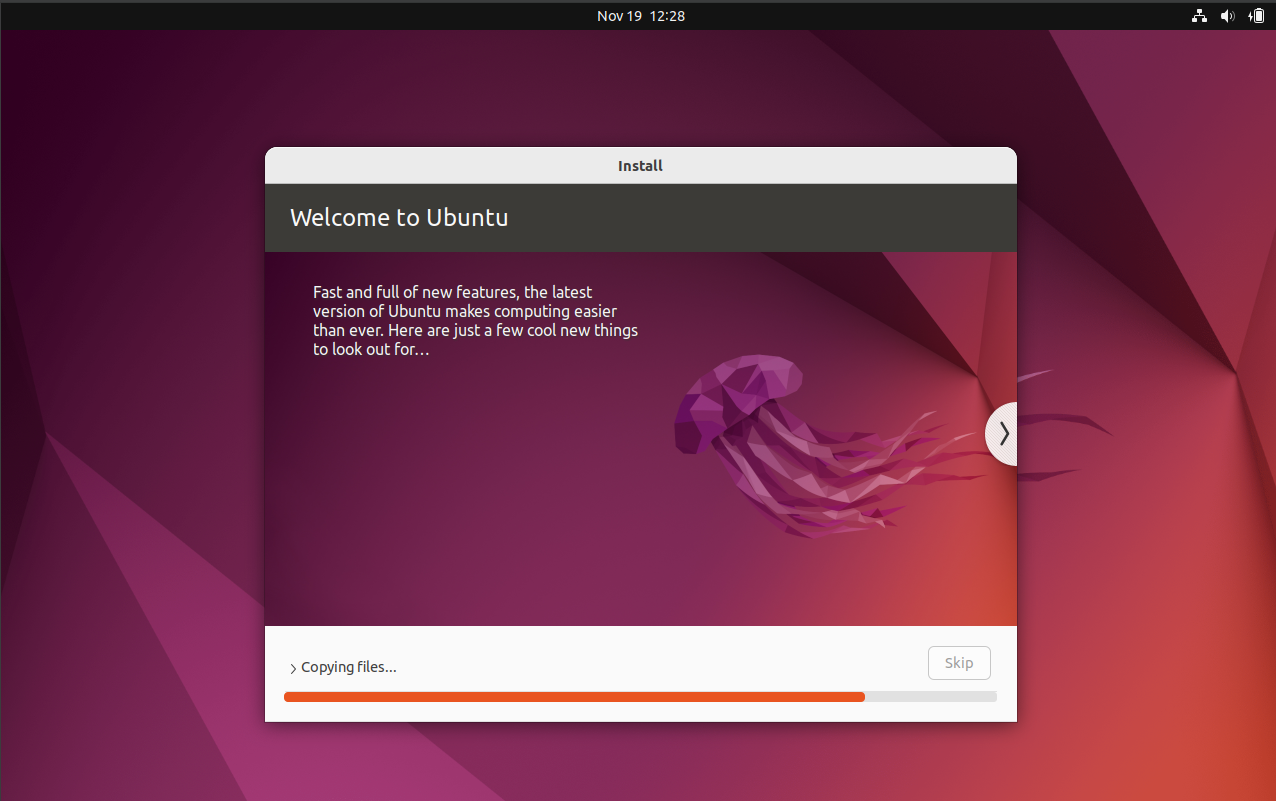 Nov 19 12:28
Install
Welcome to Ubuntu
Fast and full of new features, the latest
version of Ubuntu makes computing easier
than ever. Here are just a few cool new things
to look out for…
Copying files...
Skip